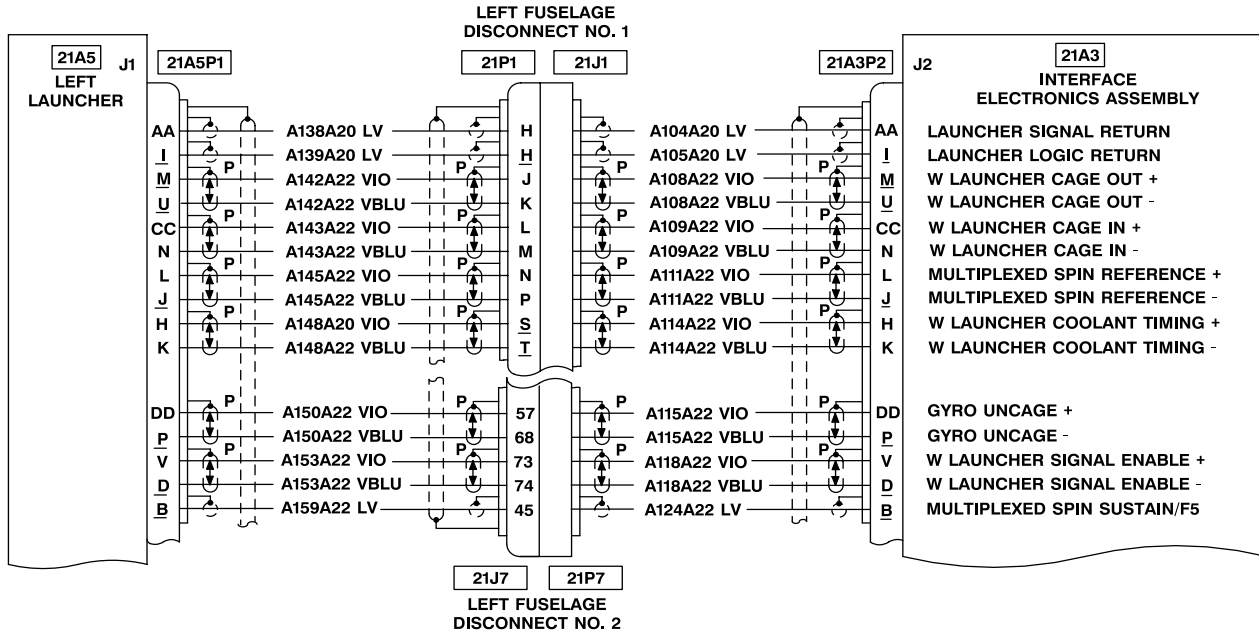 LEFT FUSELAGE
DISCONNECT NO. 1
21A5 J1 21A5P1 21P1 21J1 21A3P2 J2 21A3
LEFT
LAUNCHER
INTERFACE
ELECTRONICS ASSEMBLY
AA A138A20 LV H A104A20 LV AA LAUNCHER SIGNAL RETURN
I A139A20 LV H A105A20 LV I LAUNCHER LOGIC RETURN
M P A142A22 VIO P J P A108A22 VIO P M W LAUNCHER CAGE OUT +
U A142A22 VBLU K A108A22 VBLU U W LAUNCHER CAGE OUT -
CC P A143A22 VIO P L P A109A22 VIO P CC W LAUNCHER CAGE IN +
N A143A22 VBLU M A109A22 VBLU N W LAUNCHER CAGE IN -
L P A145A22 VIO P N P A111A22 VIO P L MULTIPLEXED SPIN REFERENCE +
J A145A22 VBLU P A111A22 VBLU J MULTIPLEXED SPIN REFERENCE -
H P A148A20 VIO P S P A114A22 VIO P H W LAUNCHER COOLANT TIMING +
K A148A22 VBLU T A114A22 VBLU K W LAUNCHER COOLANT TIMING -
DD P A150A22 VIO P 57 P A115A22 VIO P DD GYRO UNCAGE +
P A150A22 VBLU 68 A115A22 VBLU P GYRO UNCAGE -
V P A153A22 VIO P 73 P A118A22 VIO P V W LAUNCHER SIGNAL ENABLE +
D A153A22 VBLU 74 A118A22 VBLU D W LAUNCHER SIGNAL ENABLE -
B A159A22 LV 45 A124A22 LV B MULTIPLEXED SPIN SUSTAIN/F5
21J7 21P7
LEFT FUSELAGE
DISCONNECT NO. 2